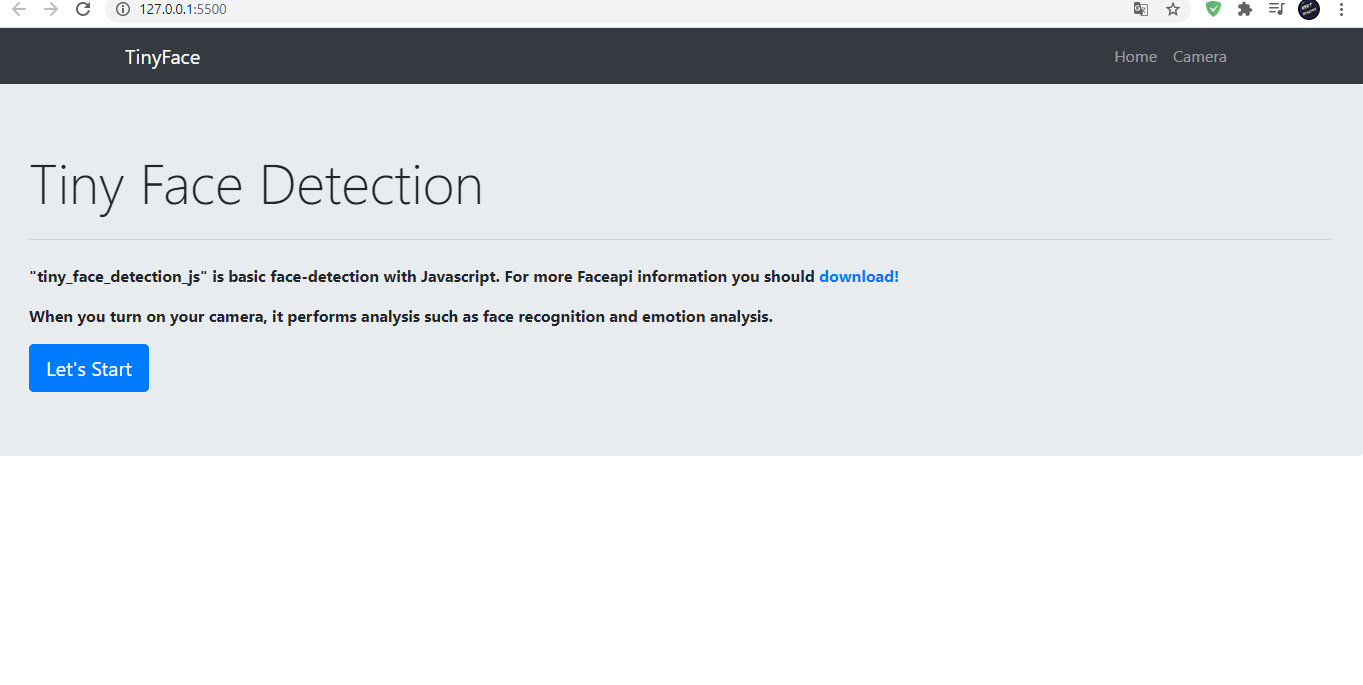 127.0.0.1:5500
TinyFace
Home Camera
Tiny Face Detection
"tiny_face_detection_js" is basic face-detection with Javascript. For more Faceapi information you should download!
When you turn on your camera, it performs analysis such as face recognition and emotion analysis.
Let's Start